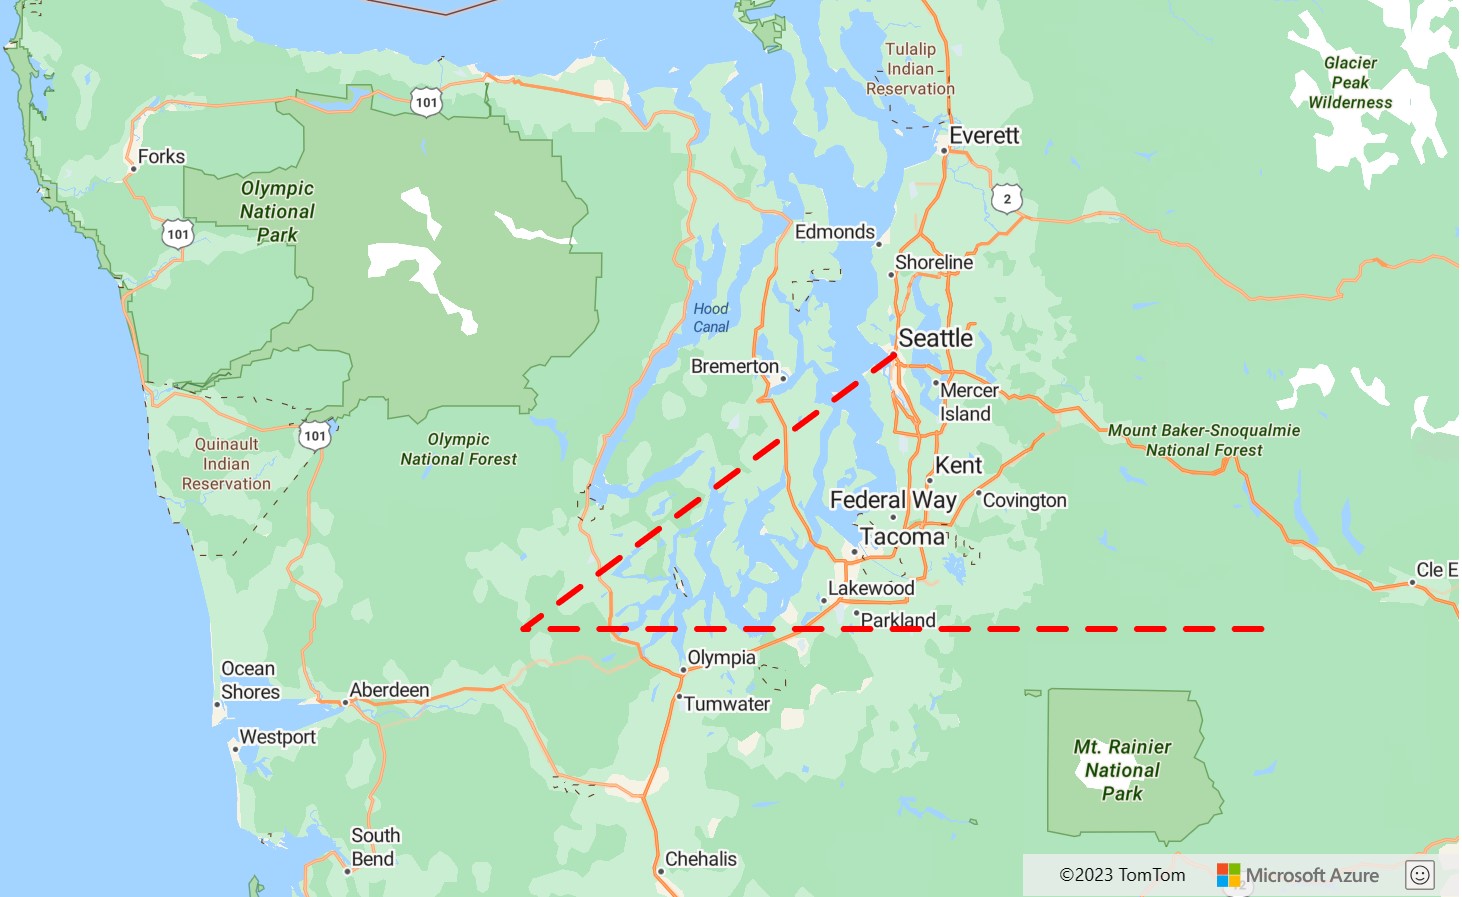 Tulalip
Indian
Reservation
Glacier
Peak
Wilderness
101
Everett
Forks
Olympic
National
Park
2
101
Edmonds
Shoreline
Hood
Canal
Seattle
Bremerton
Mercer
Island
101
Quinault
Indian
Reservation
Olympic
National Forest
Mount Baker-Snoqualmie
National Forest
Kent
Federal Way
Covington
Tacoma
Cle E
Lakewood
Parkland
Olympia
Ocean
Shores
Aberdeen
Tumwater
Westport
Mt. Rainier
National
Park
South
Bend
Chehalis
©2023 TomTom
Microsoft Azure